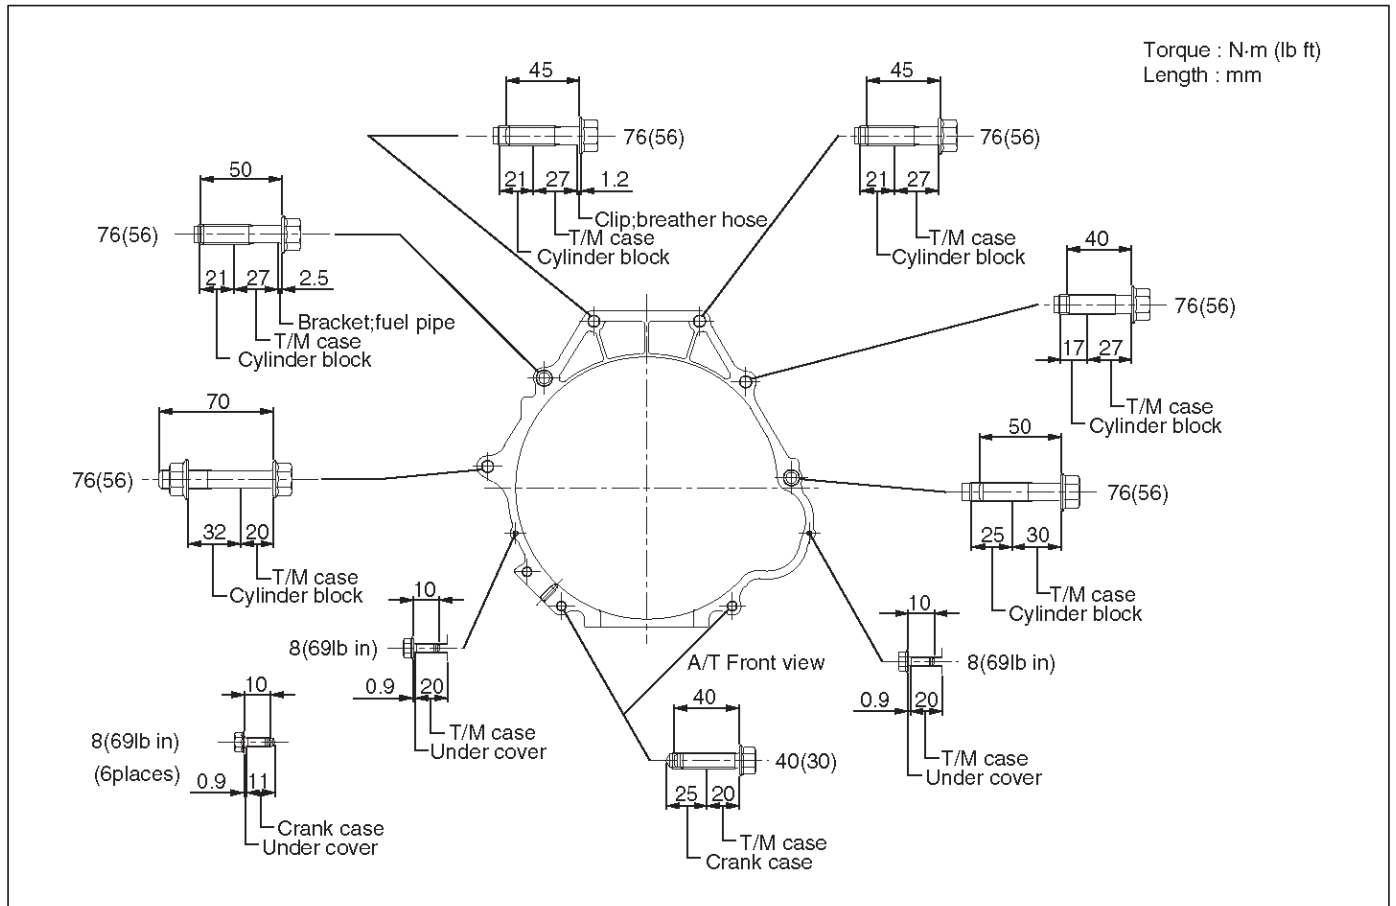 Torque : N·m (lb ft)
Length : mm
45
76(56)
21 27 1.2
Clip;breather hose
T/M case
Cylinder block
45
76(56)
21 27
T/M case
Cylinder block
50
76(56)
21 27 2.5
Bracket;fuel pipe
T/M case
Cylinder block
40
76(56)
17 27
T/M case
Cylinder block
70
76(56)
32 20
T/M case
Cylinder block
50
76(56)
25 30
T/M case
Cylinder block
10
8(69lb in)
0.9 20
T/M case
Under cover
A/T Front view
10
8(69lb in)
0.9 20
T/M case
Under cover
10
8(69lb in)
(6places)
0.9 11
Crank case
Under cover
40
40(30)
25 20
T/M case
Crank case